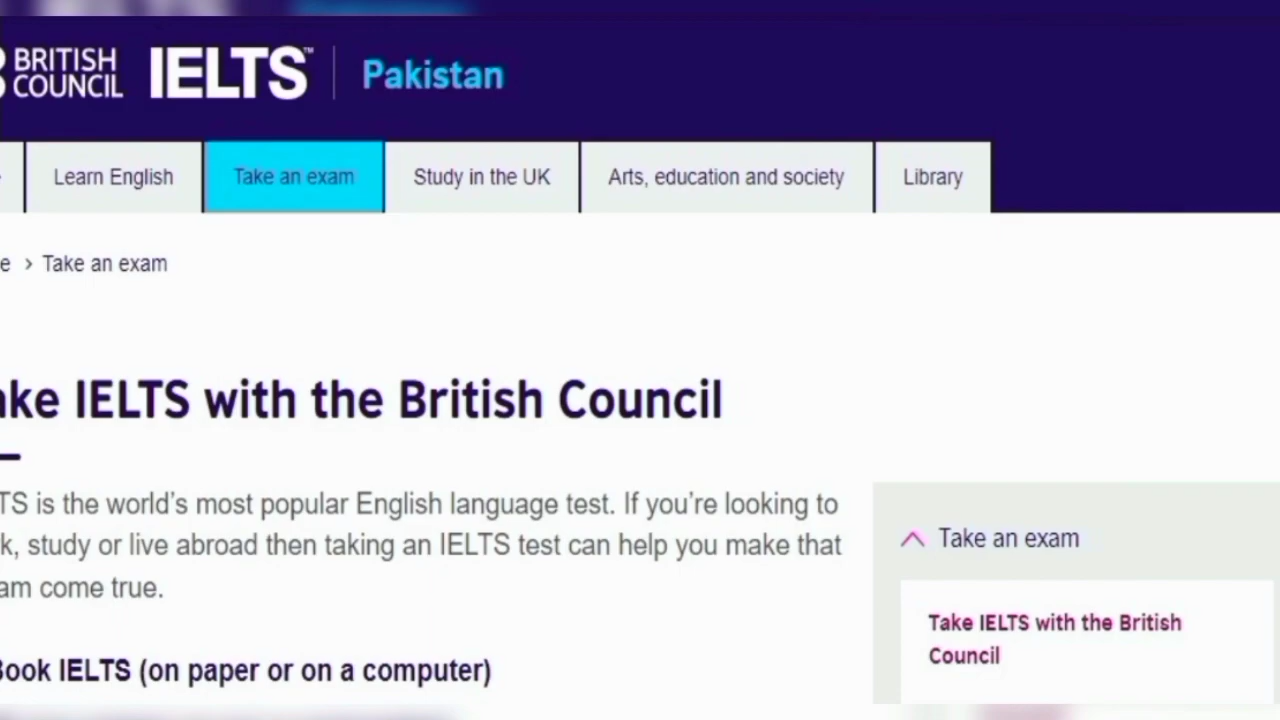 BRITISH
COUNCIL
IELTS™
Pakistan
Learn English
Take an exam
Study in the UK
Arts, education and society
Library
e > Take an exam
ake IELTS with the British Council
TS is the world's most popular English language test. If you're looking to
k, study or live abroad then taking an IELTS test can help you make that
am come true.
Take an exam
Take IELTS with the British
Council
Book IELTS (on paper or on a computer)